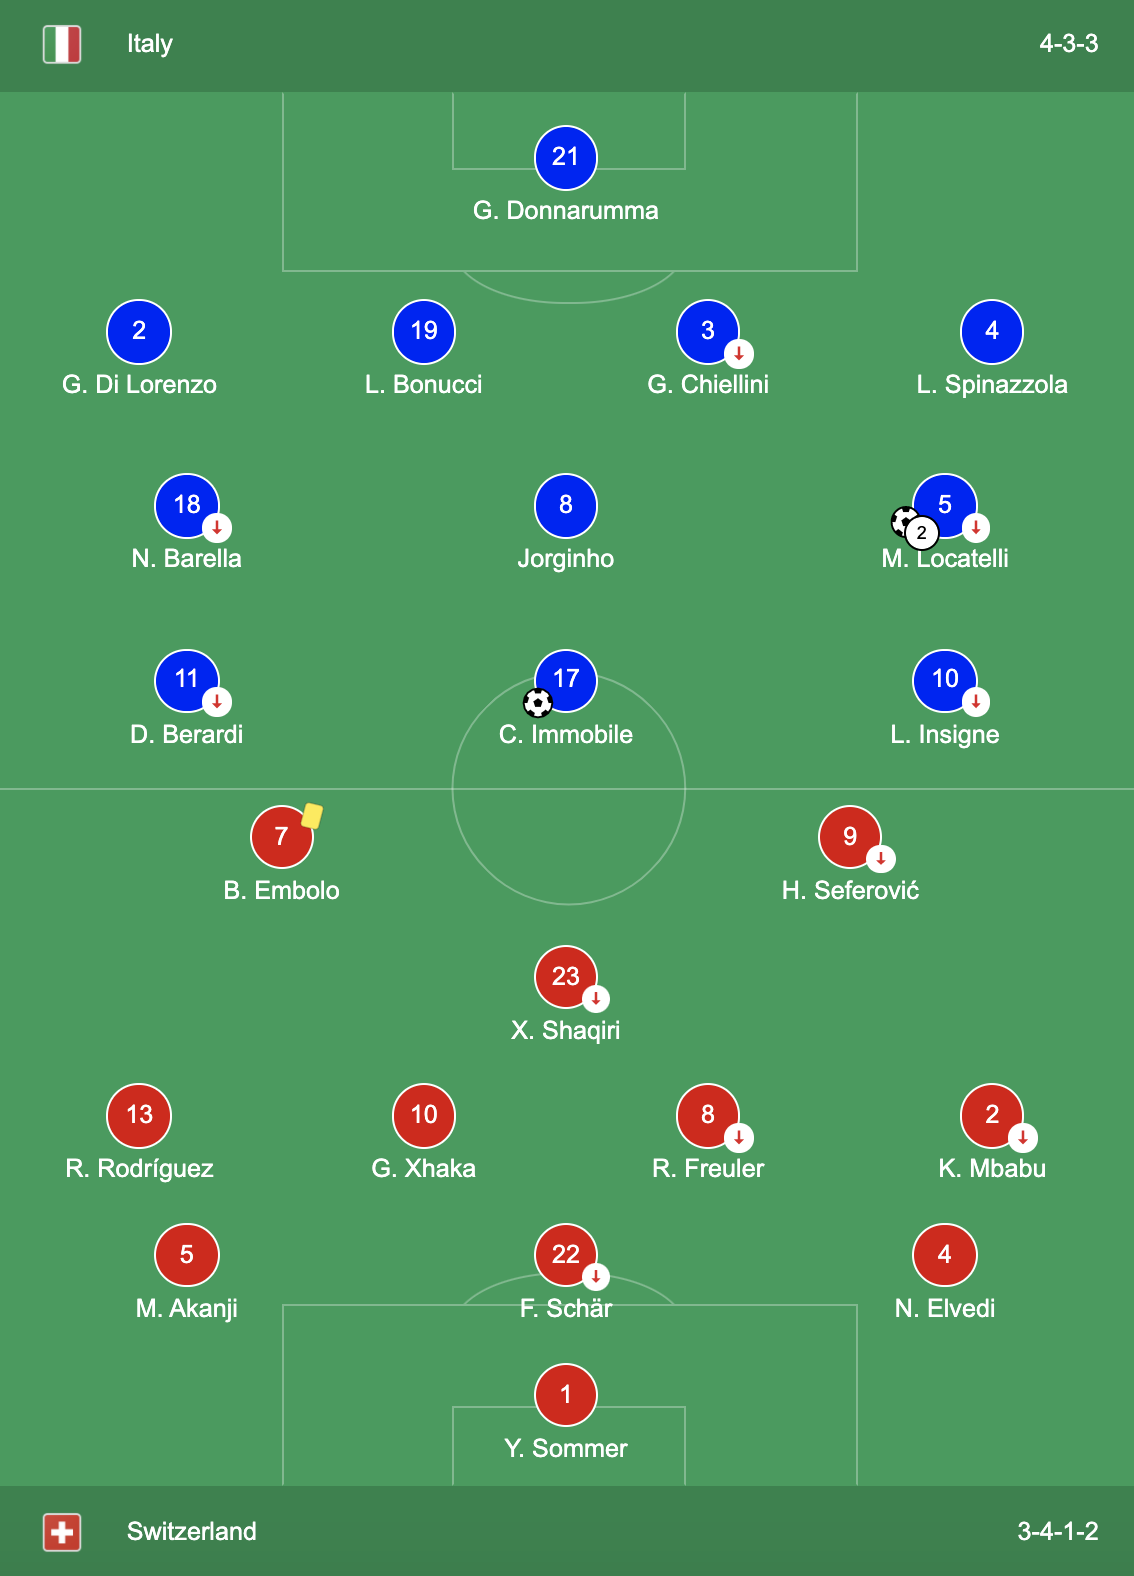 Italy 4-3-3
21
G. Donnarumma
2 19 3 4
G. Di Lorenzo L. Bonucci G. Chiellini L. Spinazzola
18 8 5
2
N. Barella Jorginho M. Locatelli
11 17 10
D. Berardi C. Immobile L. Insigne
7 9
B. Embolo H. Seferović
23
X. Shaqiri
13 10 8 2
R. Rodríguez G. Xhaka R. Freuler K. Mbabu
5 22 4
M. Akanji F. Schär N. Elvedi
1
Y. Sommer
Switzerland 3-4-1-2